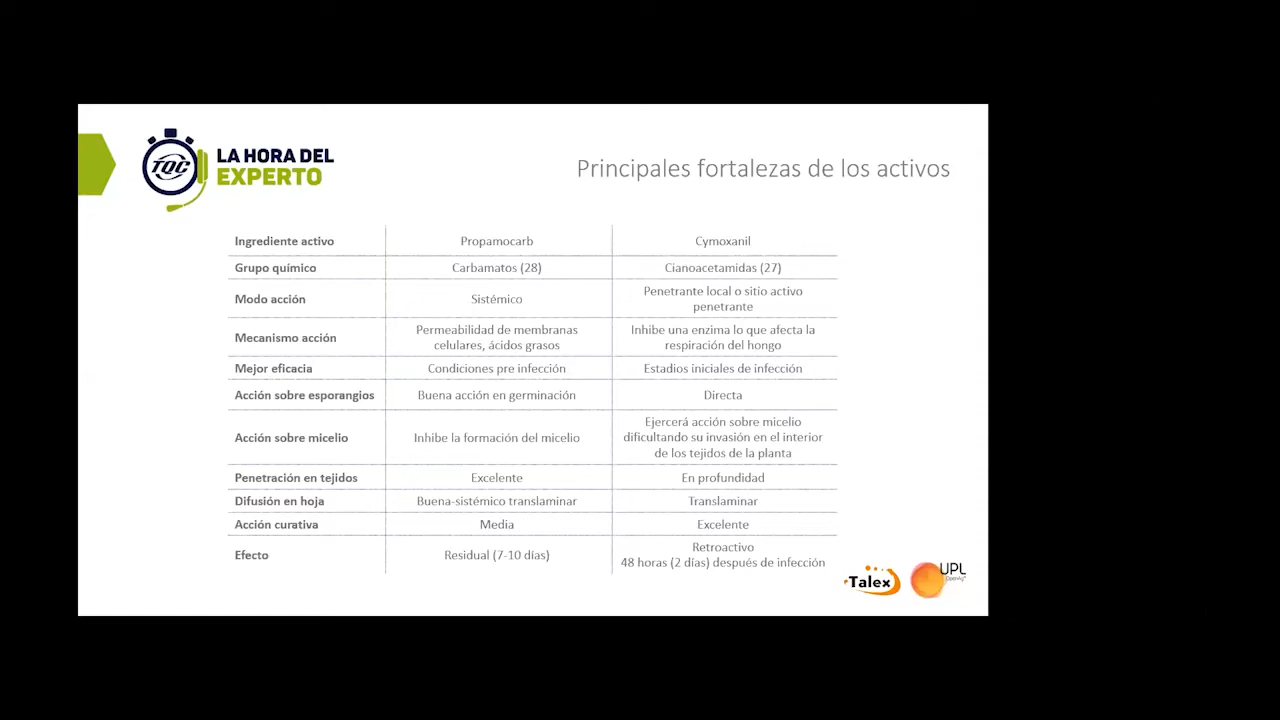 TQC
LA HORA DEL
EXPERTO
Principales fortalezas de los activos
Ingrediente activo Propamocarb Cymoxanil
Grupo químico Carbamatos (28) Cianoacetamidas (27)
Modo acción Sistémico Penetrante local o sitio activo
penetrante
Mecanismo acción Permeabilidad de membranas
celulares, ácidos grasos
Inhibe una enzima lo que afecta la
respiración del hongo
Mejor eficacia Condiciones pre infección Estadios iniciales de infección
Acción sobre esporangios Buena acción en germinación Directa
Acción sobre micelio Inhibe la formación del micelio Ejercerá acción sobre micelio
dificultando su invasión en el interior
de los tejidos de la planta
Penetración en tejidos Excelente En profundidad
Difusión en hoja Buena-sistémico translaminar Translaminar
Acción curativa Media Excelente
Efecto Residual (7-10 días) Retroactivo
48 horas (2 días) después de infección
Talex
UPL
OpenAg